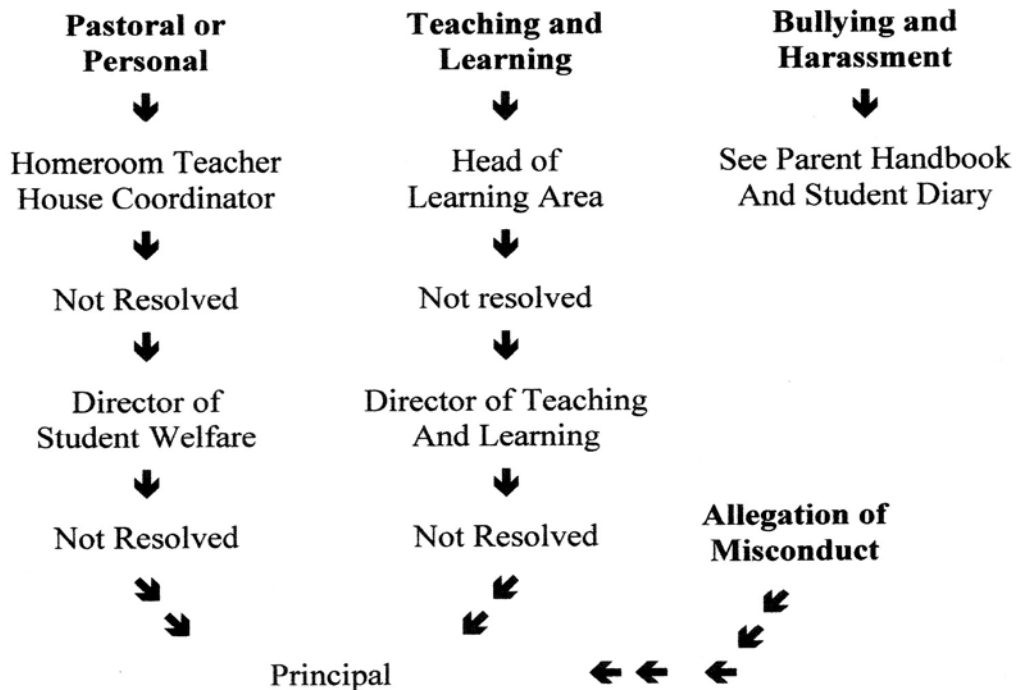 Pastoral or
Personal
Homeroom Teacher
House Coordinator
Not Resolved
Director of
Student Welfare
Not Resolved
Teaching and
Learning
Head of
Learning Area
Not resolved
Director of Teaching
And Learning
Not Resolved
Bullying and
Harassment
See Parent Handbook
And Student Diary
Allegation of
Misconduct
Principal